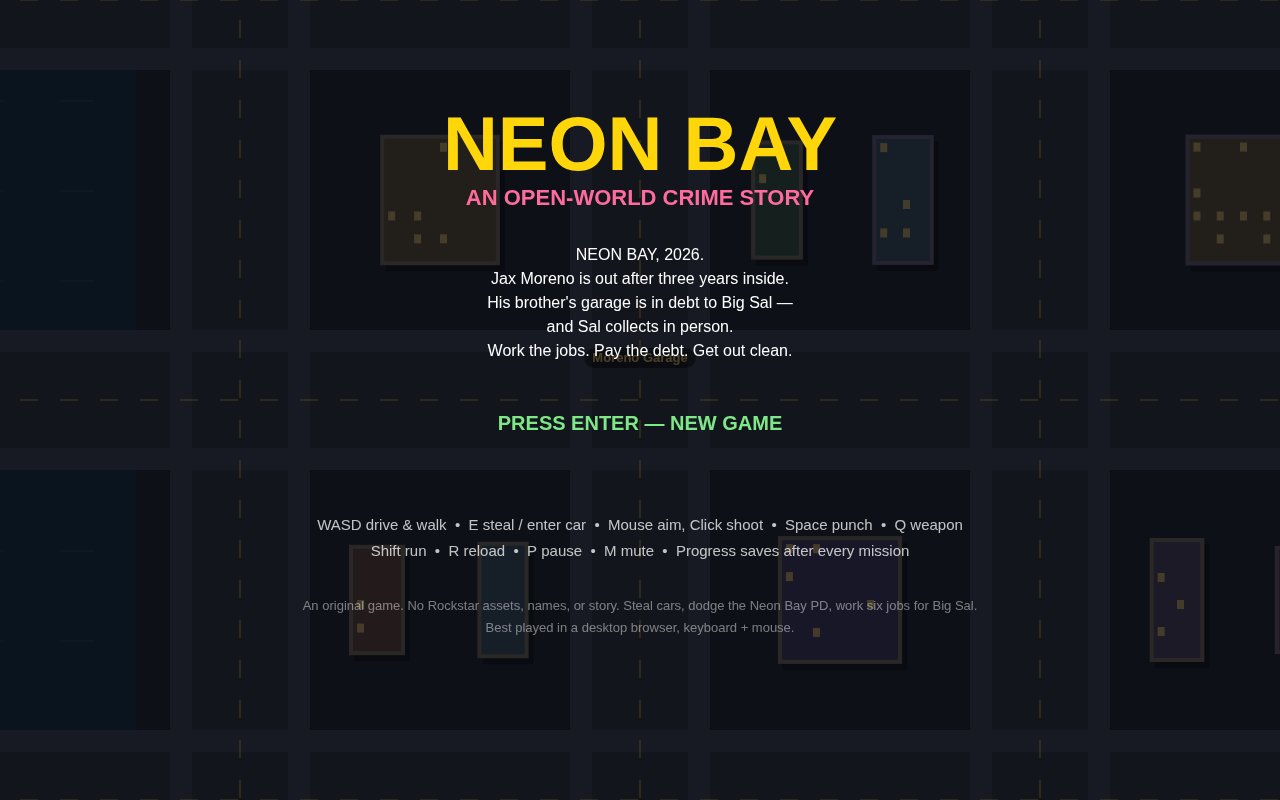 NEON BAY
AN OPEN-WORLD CRIME STORY
NEON BAY, 2026.
Jax Moreno is out after three years inside.
His brother's garage is in debt to Big Sal —
and Sal collects in person.
Work the jobs. Pay the debt. Get out clean.
Moreno Garage
PRESS ENTER — NEW GAME
WASD drive & walk • E steal / enter car • Mouse aim, Click shoot • Space punch • Q weapon
Shift run • R reload • P pause • M mute • Progress saves after every mission
An original game. No Rockstar assets, names, or story. Steal cars, dodge the Neon Bay PD, work six jobs for Big Sal.
Best played in a desktop browser, keyboard + mouse.